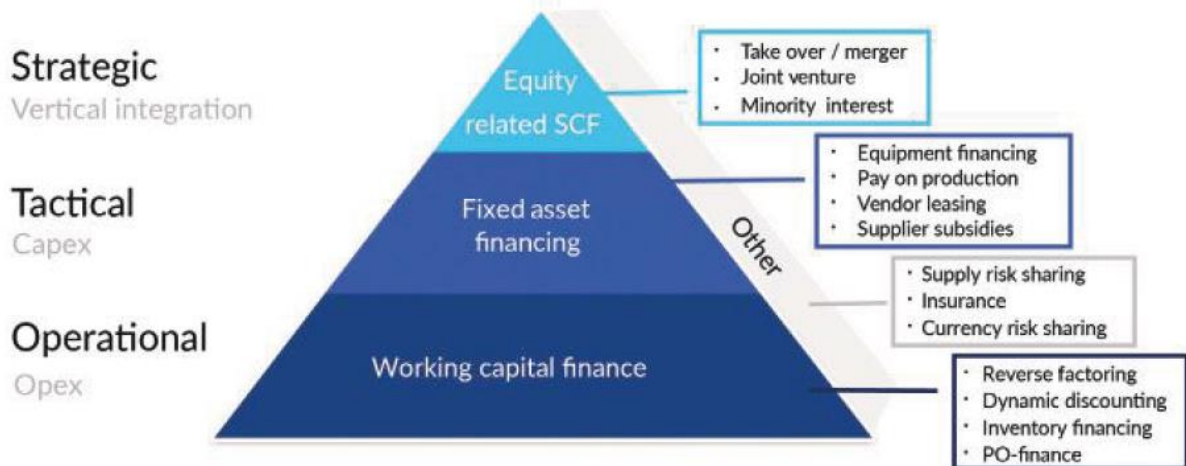 Strategic
Vertical integration
Tactical
Capex
Operational
Opex
Equity
related SCF
Fixed asset
financing
Working capital finance
Other
· Take over / merger
· Joint venture
· Minority interest
· Equipment financing
· Pay on production
· Vendor leasing
· Supplier subsidies
· Supply risk sharing
· Insurance
· Currency risk sharing
· Reverse factoring
· Dynamic discounting
· Inventory financing
· PO-finance